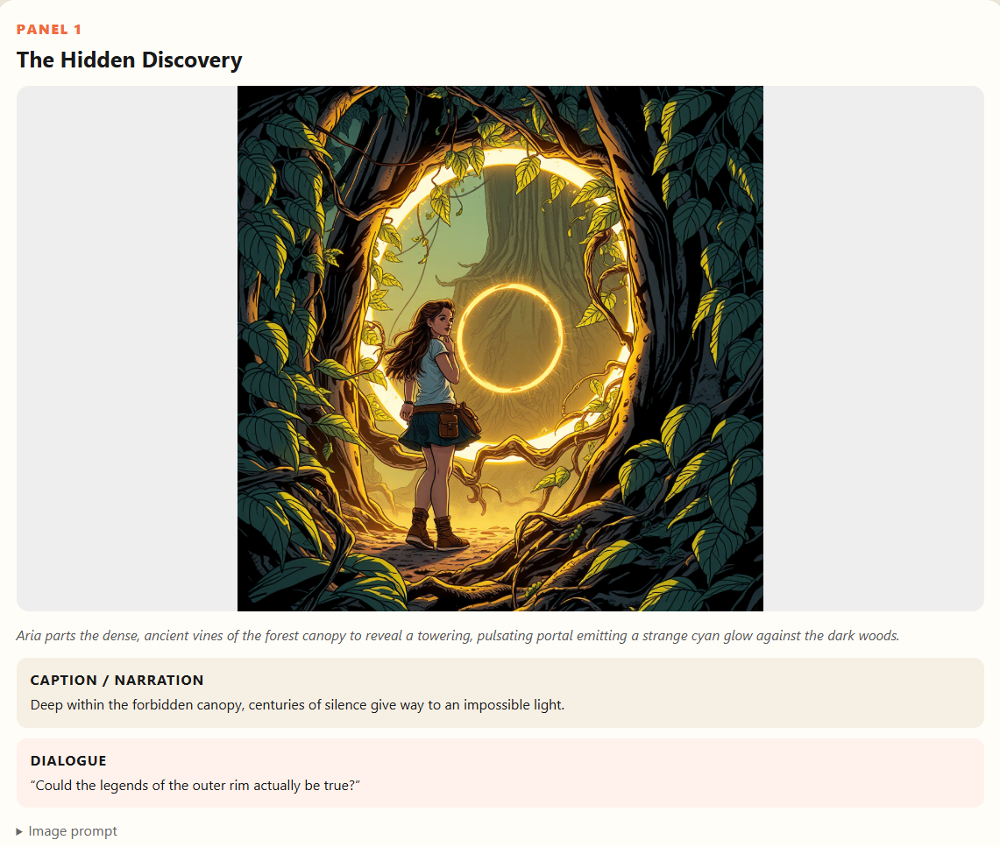 PANEL 1
The Hidden Discovery
Aria parts the dense, ancient vines of the forest canopy to reveal a towering, pulsating portal emitting a strange cyan glow against the dark woods.
CAPTION / NARRATION
Deep within the forbidden canopy, centuries of silence give way to an impossible light.
DIALOGUE
“Could the legends of the outer rim actually be true?”
Image prompt